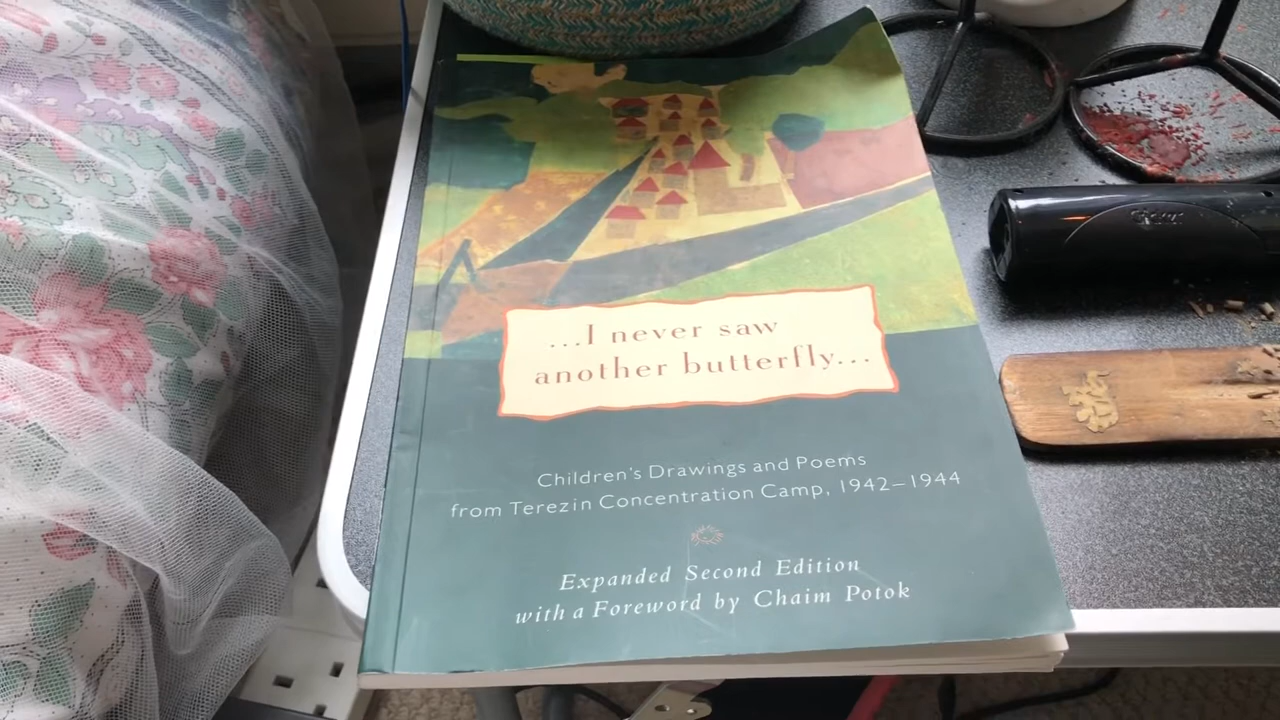 ...I never saw
another butterfly...
Children's Drawings and Poems
from Terezin Concentration Camp, 1942–1944
Expanded Second Edition
with a Foreword by Chaim Potok